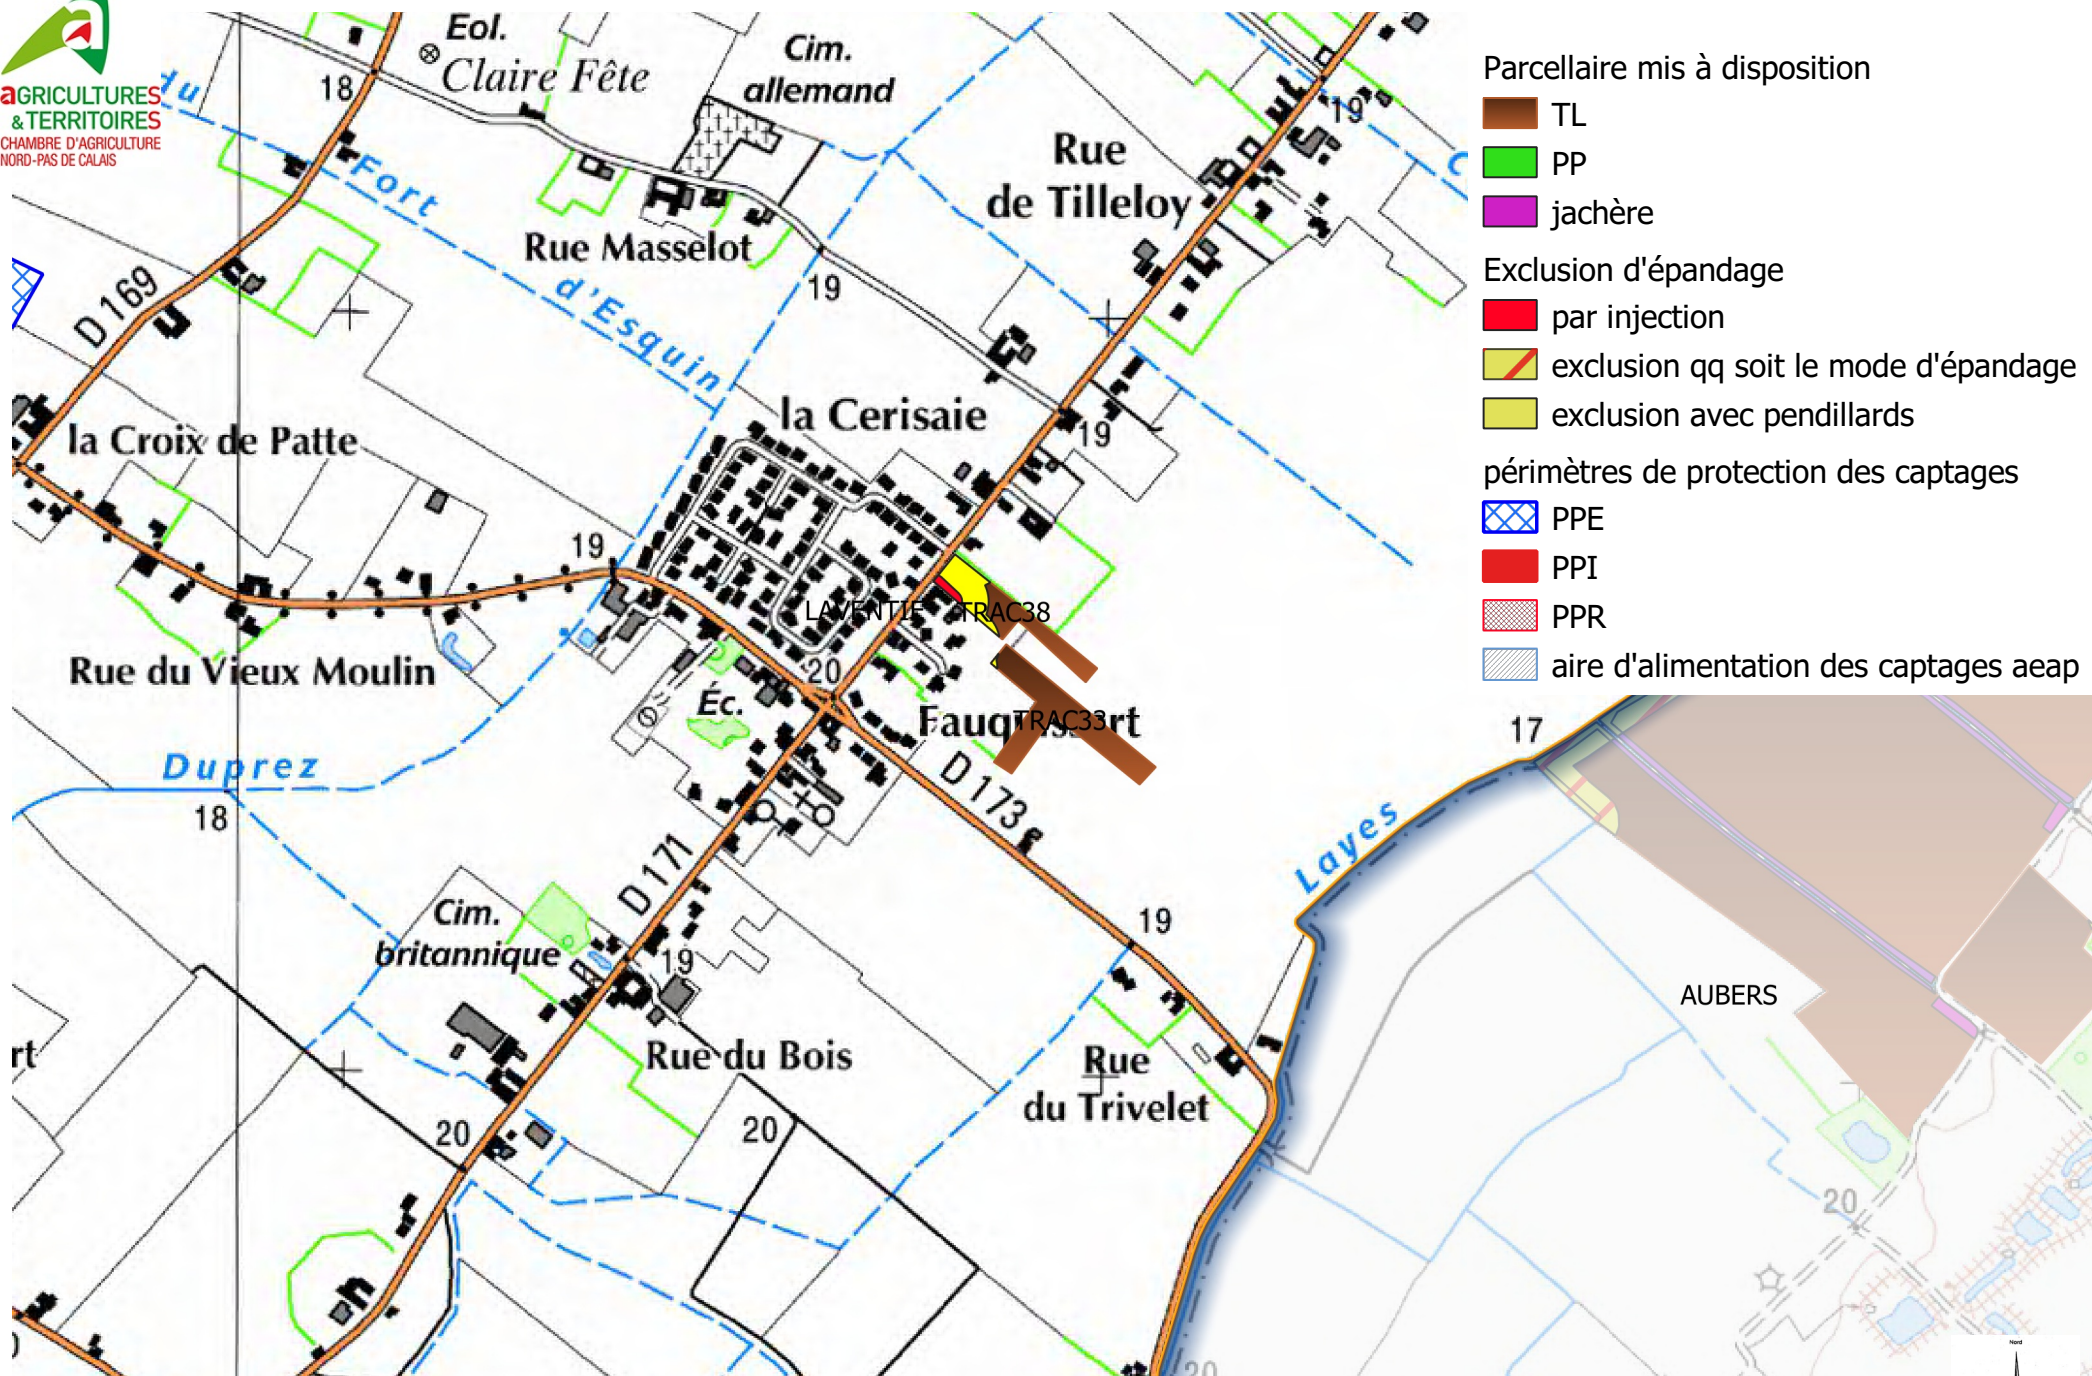 aGRICULTURES
& TERRITOIRES
CHAMBRE D'AGRICULTURE
NORD-PAS DE CALAIS
du
Fort
d'Esquin
18
Eol.
Claire Fête
Cim.
allemand
Rue
de Tilleloy
19
C
Rue Masselot
19
D 169
la Croix de Patte
la Cerisaie
19
19
LAVENTIE
TRAC38
Rue du Vieux Moulin
20
Éc.
TRAC33
D 173
Duprez
18
D 171
Cim.
britannique
19
19
Layes
17
AUBERS
rt
Rue du Bois
Rue
du Trivelet
20
20
20
20
Nord
Parcellaire mis à disposition
TL
PP
jachère
Exclusion d'épandage
par injection
exclusion qq soit le mode d'épandage
exclusion avec pendillards
périmètres de protection des captages
PPE
PPI
PPR
aire d'alimentation des captages aeap